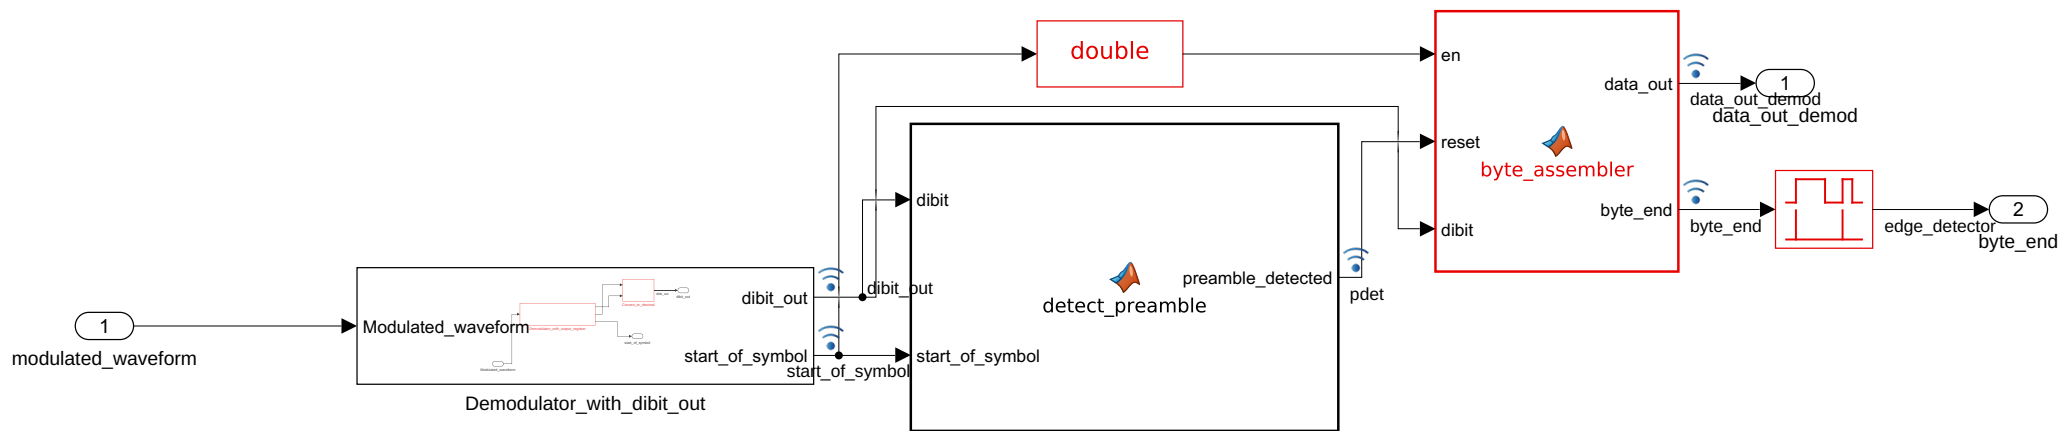 double
en
data_out
1
data_out_demod
data_out_demod
reset
byte_assembler
dibit
byte_end
byte_end
edge_detector
2
byte_end
dibit
preamble_detected
pdet
detect_preamble
start_of_symbol
dibit_out
dibit_out
start_of_symbol
start_of_symbol
1
modulated_waveform
Modulated_waveform
Demodulator_with_dibit_out